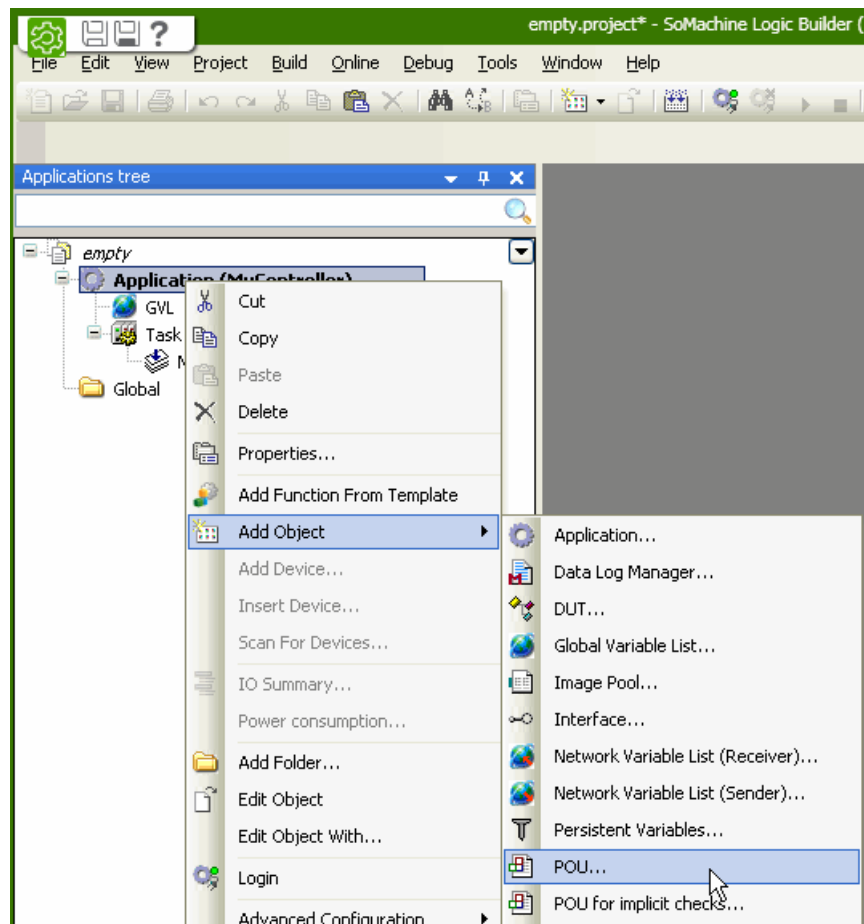 empty.project* - SoMachine Logic Builder (
?
File Edit View Project Build Online Debug Tools Window Help
Applications tree
empty
Application (MyController)
GVL
Task
Global
Cut
Copy
Paste
Delete
Properties...
Add Function From Template
Add Object
Add Device...
Insert Device...
Scan For Devices...
IO Summary...
Power consumption...
Add Folder...
Edit Object
Edit Object With...
Login
Advanced Configuration
Application...
Data Log Manager...
DUT...
Global Variable List...
Image Pool...
Interface...
Network Variable List (Receiver)...
Network Variable List (Sender)...
Persistent Variables...
POU...
POU for implicit checks...